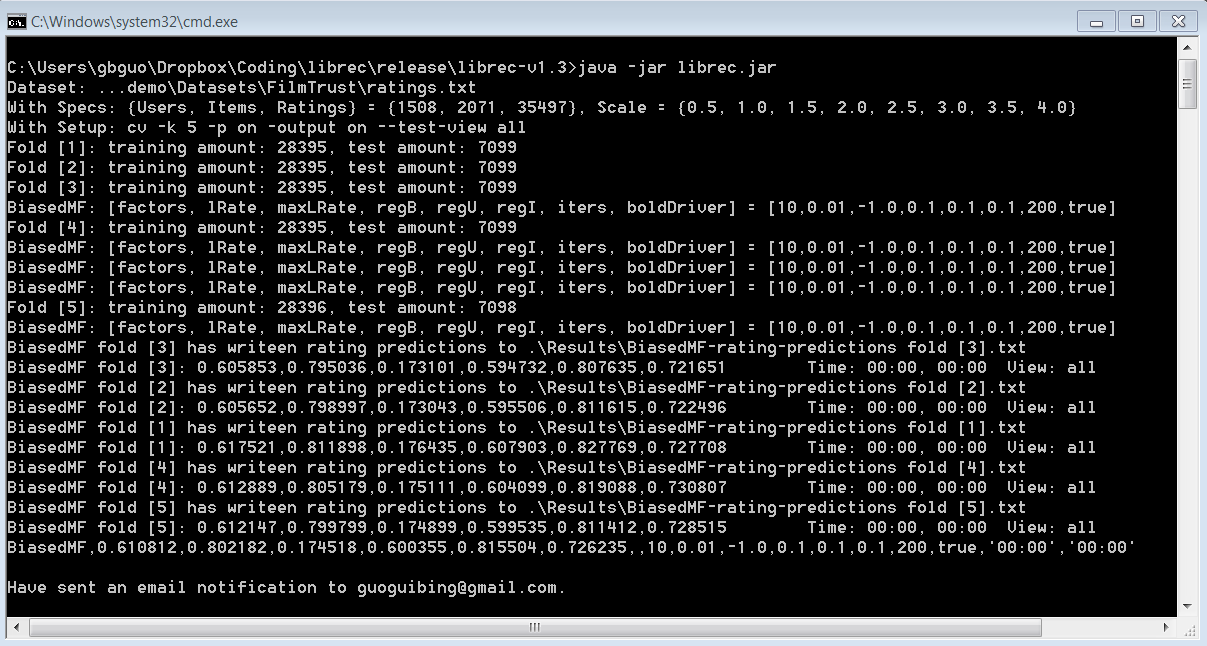 C:\Windows\system32\cmd.exe
C:\Users\gbguo\Dropbox\Coding\librec\release\librec-v1.3>java -jar librec.jar
Dataset: ...demo\Datasets\FilmTrust\ratings.txt
With Specs: {Users, Items, Ratings} = {1508, 2071, 35497}, Scale = {0.5, 1.0, 1.5, 2.0, 2.5, 3.0, 3.5, 4.0}
With Setup: cv -k 5 -p on -output on --test-view all
Fold [1]: training amount: 28395, test amount: 7099
Fold [2]: training amount: 28395, test amount: 7099
Fold [3]: training amount: 28395, test amount: 7099
BiasedMF: [factors, lRate, maxLRate, regB, regU, regI, iters, boldDriver] = [10,0.01,-1.0,0.1,0.1,0.1,200,true]
Fold [4]: training amount: 28395, test amount: 7099
BiasedMF: [factors, lRate, maxLRate, regB, regU, regI, iters, boldDriver] = [10,0.01,-1.0,0.1,0.1,0.1,200,true]
BiasedMF: [factors, lRate, maxLRate, regB, regU, regI, iters, boldDriver] = [10,0.01,-1.0,0.1,0.1,0.1,200,true]
BiasedMF: [factors, lRate, maxLRate, regB, regU, regI, iters, boldDriver] = [10,0.01,-1.0,0.1,0.1,0.1,200,true]
Fold [5]: training amount: 28396, test amount: 7098
BiasedMF: [factors, lRate, maxLRate, regB, regU, regI, iters, boldDriver] = [10,0.01,-1.0,0.1,0.1,0.1,200,true]
BiasedMF fold [3] has writeen rating predictions to .\Results\BiasedMF-rating-predictions fold [3].txt
BiasedMF fold [3]: 0.605853,0.795036,0.173101,0.594732,0.807635,0.721651 Time: 00:00, 00:00 View: all
BiasedMF fold [2] has writeen rating predictions to .\Results\BiasedMF-rating-predictions fold [2].txt
BiasedMF fold [2]: 0.605652,0.798997,0.173043,0.595506,0.811615,0.722496 Time: 00:00, 00:00 View: all
BiasedMF fold [1] has writeen rating predictions to .\Results\BiasedMF-rating-predictions fold [1].txt
BiasedMF fold [1]: 0.617521,0.811898,0.176435,0.607903,0.827769,0.727708 Time: 00:00, 00:00 View: all
BiasedMF fold [4] has writeen rating predictions to .\Results\BiasedMF-rating-predictions fold [4].txt
BiasedMF fold [4]: 0.612889,0.805179,0.175111,0.604099,0.819088,0.730807 Time: 00:00, 00:00 View: all
BiasedMF fold [5] has writeen rating predictions to .\Results\BiasedMF-rating-predictions fold [5].txt
BiasedMF fold [5]: 0.612147,0.799799,0.174899,0.599535,0.811412,0.728515 Time: 00:00, 00:00 View: all
BiasedMF,0.610812,0.802182,0.174518,0.600355,0.815504,0.726235,,10,0.01,-1.0,0.1,0.1,0.1,200,true,'00:00','00:00'
Have sent an email notification to guoguibing@gmail.com.